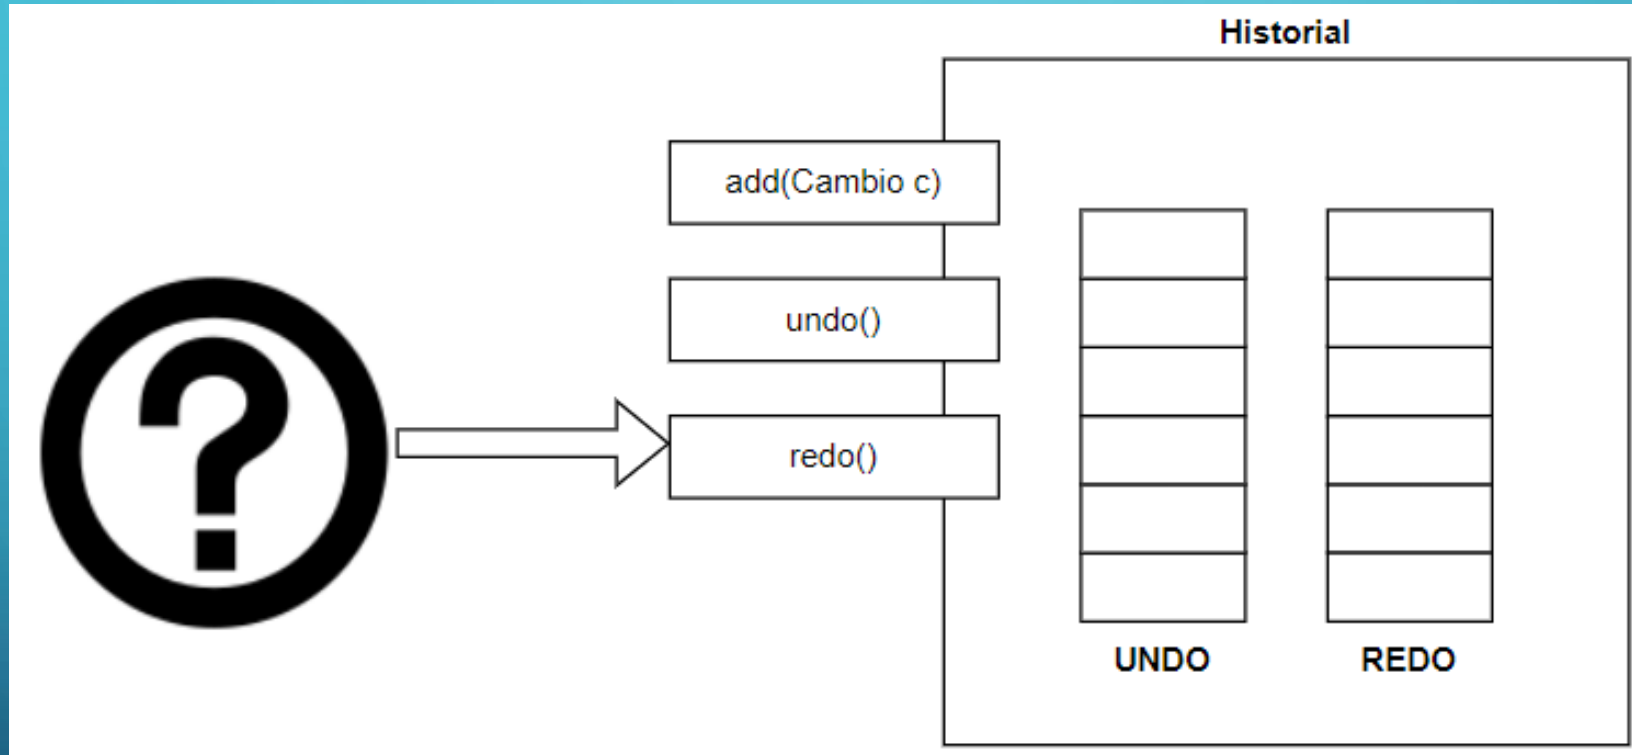 Historial
add(Cambio c)
undo()
redo()
UNDO
REDO